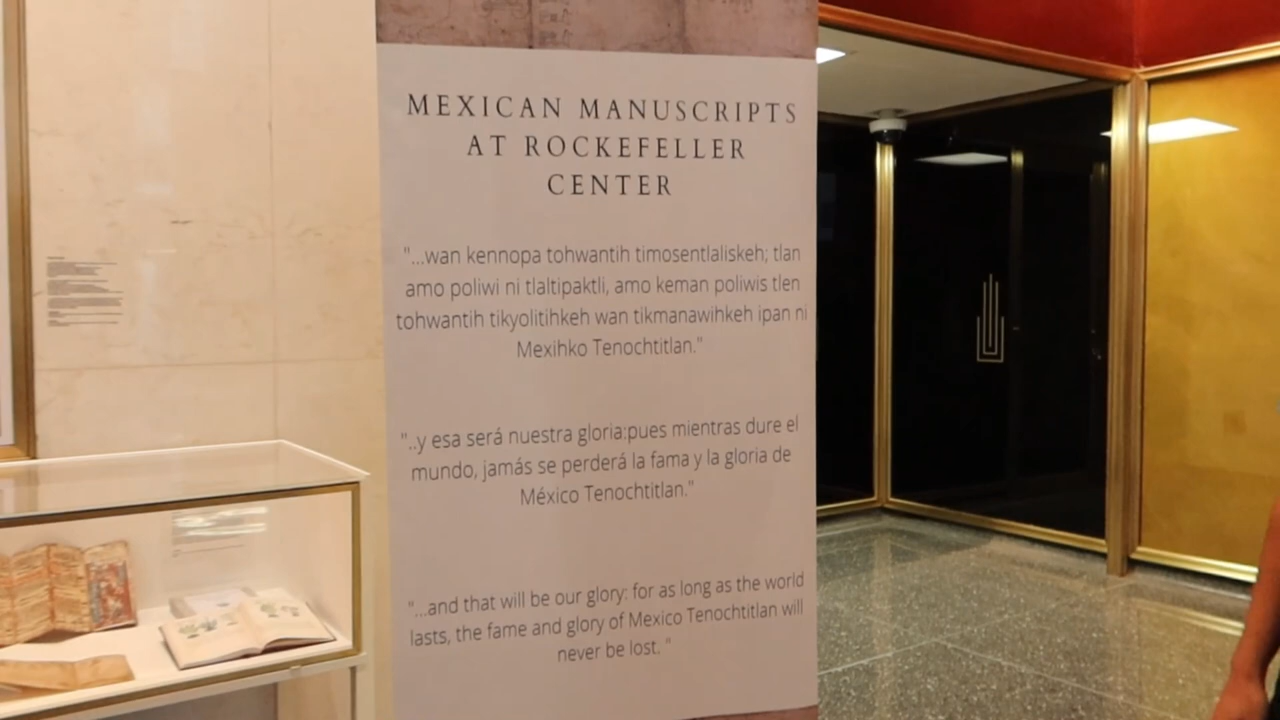 MEXICAN MANUSCRIPTS
AT ROCKEFELLER
CENTER
"...wan kennopa tohwantih timosentlaliskeh; tlan
amo poliwi ni tlaltipaktli, amo keman poliwis tlen
tohwantih tikyolitihkeh wan tikmanawihkeh ipan ni
Mexihko Tenochtitlan."
"..y esa será nuestra gloria:pues mientras dure el
mundo, jamás se perderá la fama y la gloria de
México Tenochtitlan."
"...and that will be our glory: for as long as the world
lasts, the fame and glory of Mexico Tenochtitlan will
never be lost. "